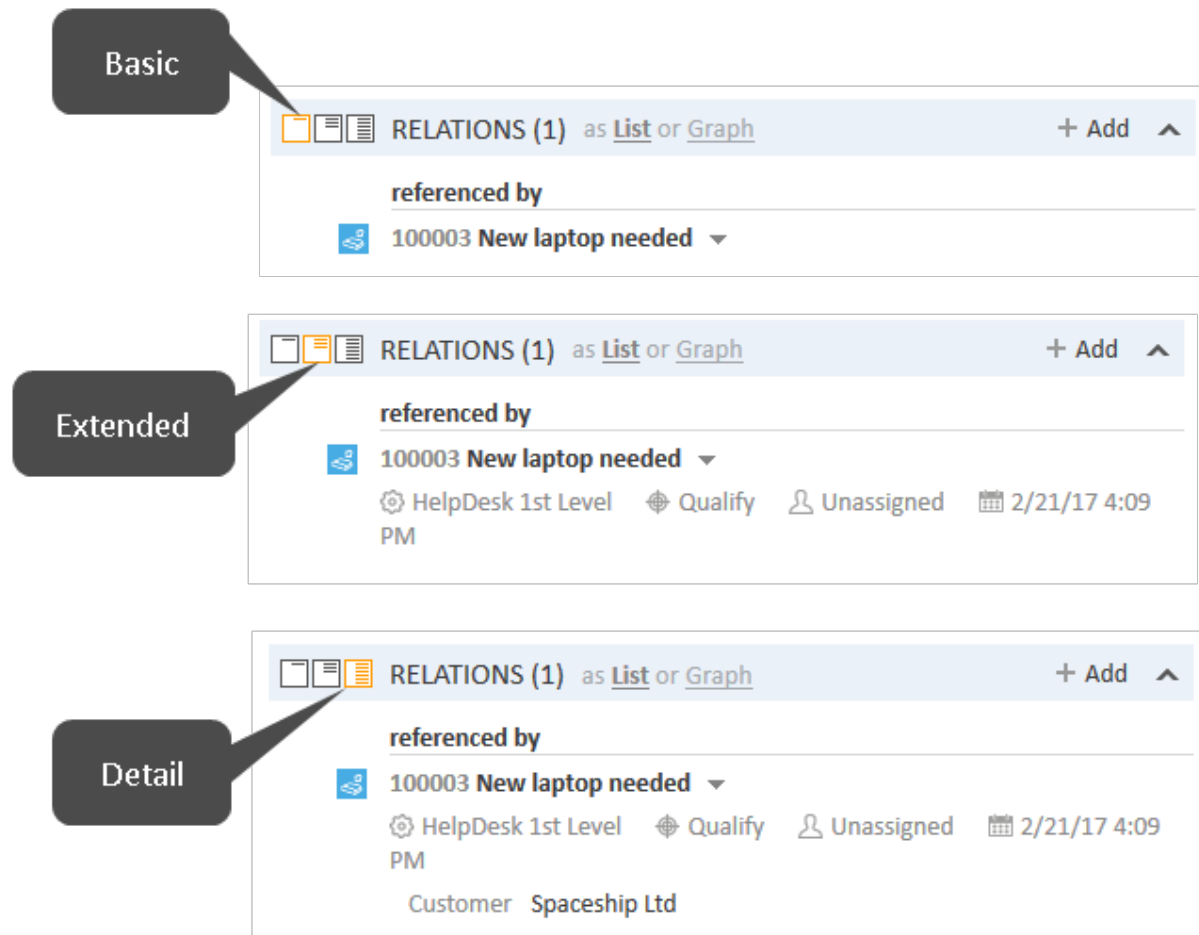 Basic
RELATIONS (1) as List or Graph + Add
referenced by
100003 New laptop needed
Extended
RELATIONS (1) as List or Graph + Add
referenced by
100003 New laptop needed
HelpDesk 1st Level Qualify Unassigned 2/21/17 4:09
PM
Detail
RELATIONS (1) as List or Graph + Add
referenced by
100003 New laptop needed
HelpDesk 1st Level Qualify Unassigned 2/21/17 4:09
PM
Customer Spaceship Ltd